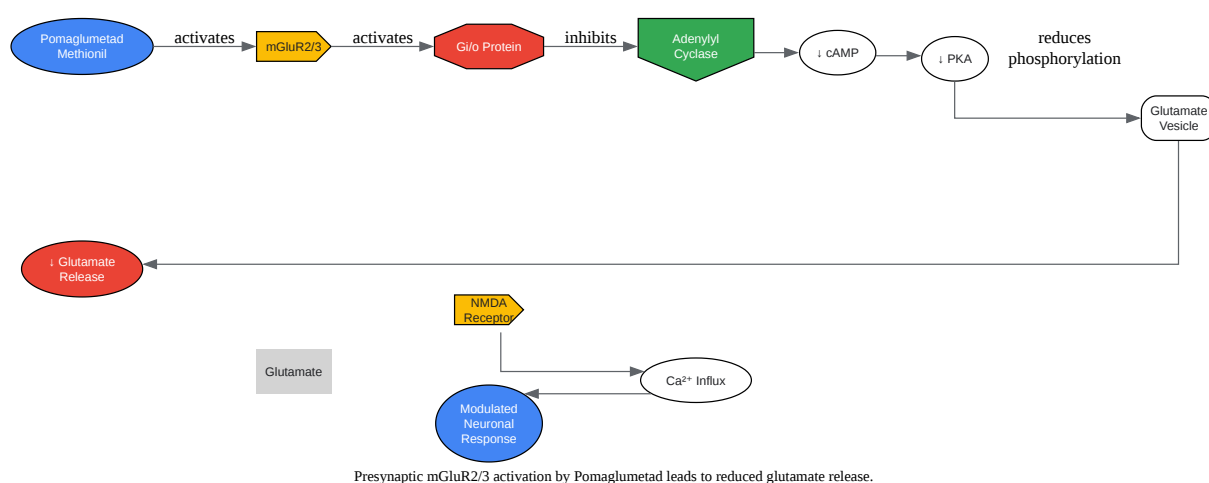 Pomaglumetad
Methionil
activates
mGluR2/3
activates
Gi/o Protein
inhibits
Adenylyl
Cyclase
↓ cAMP
↓ PKA
reduces
phosphorylation
Glutamate
Vesicle
↓ Glutamate
Release
NMDA
Receptor
Glutamate
Ca²⁺ Influx
Modulated
Neuronal
Response
Presynaptic mGluR2/3 activation by Pomaglumetad leads to reduced glutamate release.